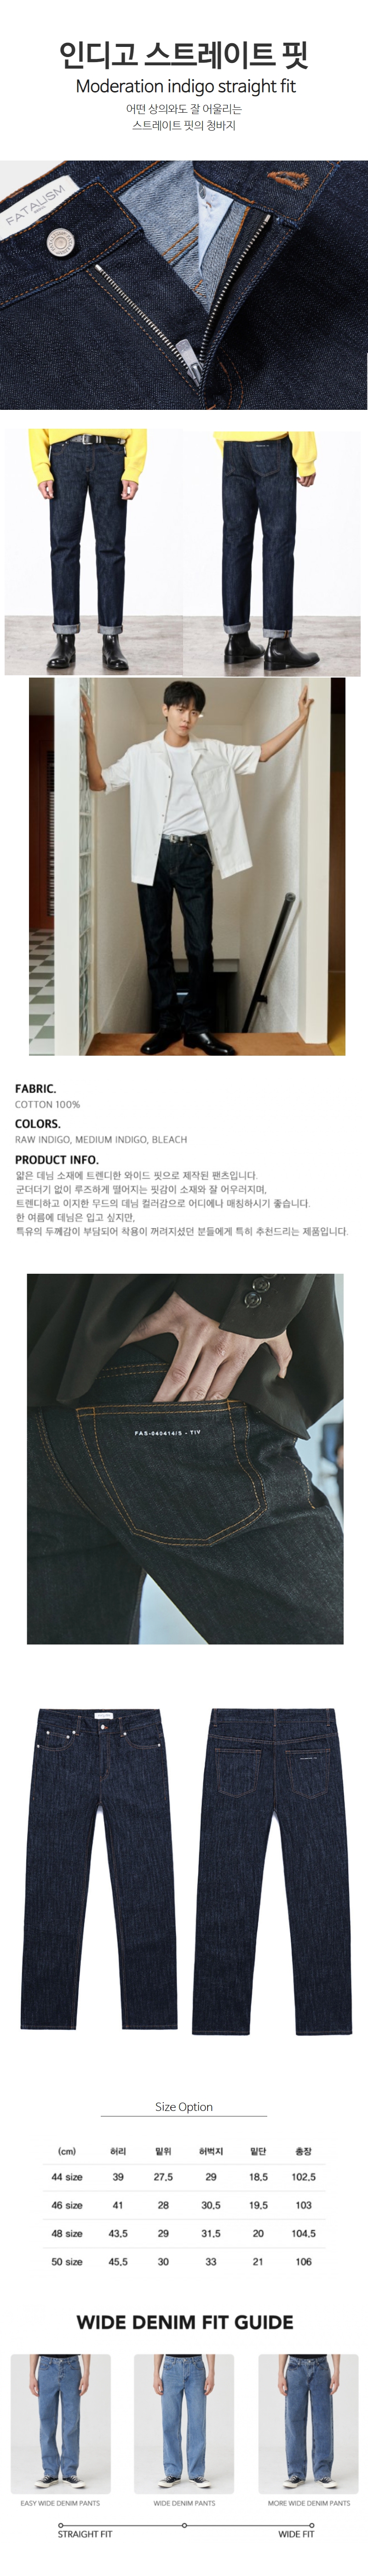 인디고 스트레이트 핏
Moderation indigo straight fit
어떤 상의와도 잘 어울리는
스트레이트 핏의 청바지
FATALISM
FABRIC.
COTTON 100%
COLORS.
RAW INDIGO, MEDIUM INDIGO, BLEACH
PRODUCT INFO.
얇은 데님 소재에 트렌디한 와이드 핏으로 제작된 팬츠입니다.
군더더기 없이 루즈하게 떨어지는 핏감이 소재와 잘 어우러지며,
트렌디하고 이지한 무드의 데님 컬러감으로 어디에나 매칭하시기 좋습니다.
한 여름에 데님은 입고 싶지만,
특유의 두께감이 부담되어 착용이 꺼려지셨던 분들에게 특히 추천드리는 제품입니다.
FAS-040414/S - TIV
Size Option
(cm) 허리 밑위 허벅지 밑단 총장
44 size 39 27.5 29 18.5 102.5
46 size 41 28 30.5 19.5 103
48 size 43.5 29 31.5 20 104.5
50 size 45.5 30 33 21 106
WIDE DENIM FIT GUIDE
EASY WIDE DENIM PANTS WIDE DENIM PANTS MORE WIDE DENIM PANTS
STRAIGHT FIT WIDE FIT